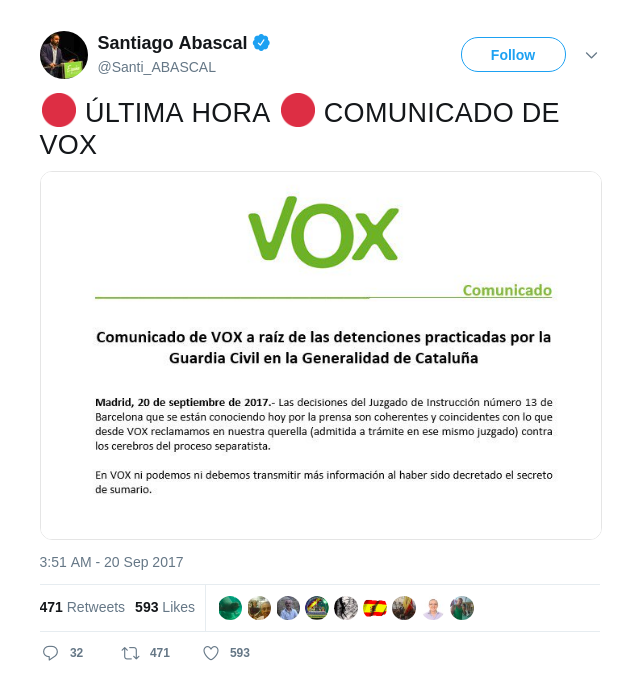 Santiago Abascal
@Santi_ABASCAL
Follow
ÚLTIMA HORA COMUNICADO DE
VOX
VOX
Comunicado
Comunicado de VOX a raíz de las detenciones practicadas por la
Guardia Civil en la Generalidad de Cataluña
Madrid, 20 de septiembre de 2017.- Las decisiones del Juzgado de Instrucción número 13 de
Barcelona que se están conociendo hoy por la prensa son coherentes y coincidentes con lo que
desde VOX reclamamos en nuestra querella (admitida a trámite en ese mismo juzgado) contra
los cerebros del proceso separatista.
En VOX ni podemos ni debemos transmitir más información al haber sido decretado el secreto
de sumario.
3:51 AM - 20 Sep 2017
471 Retweets 593 Likes
32 471 593